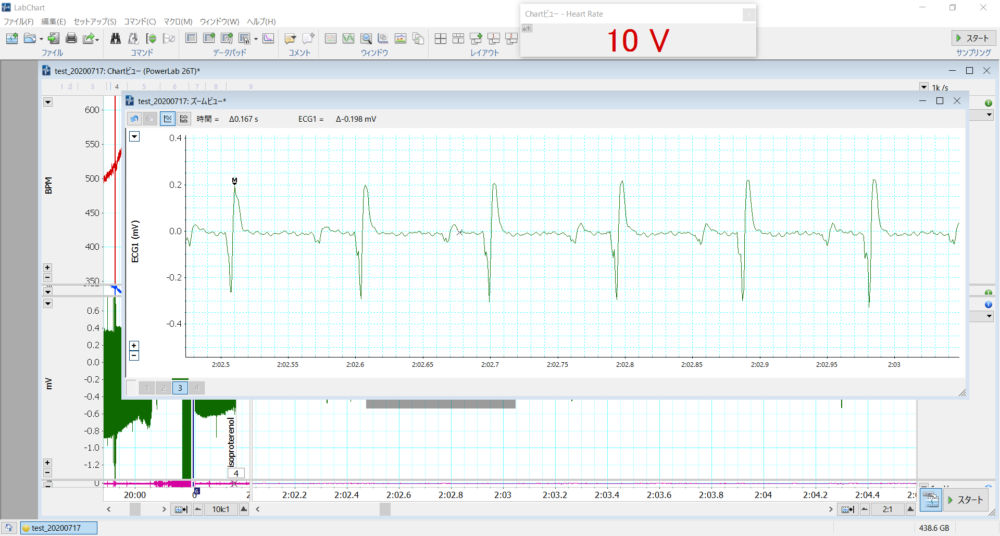 LabChart
ファイル(F) 編集(E) セットアップ(S) コマンド(C) マクロ(M) ウィンドウ(W) ヘルプ(H)
Chartビュー - Heart Rate
10 V
スタート
ファイル コマンド データパッド コメント ウィンドウ レイアウト サンプリング
test_20200717: Chartビュー (PowerLab 26T)*
1 2 3 4 5 6 7 8 9
1k /s
test_20200717: ズームビュー*
時間 = Δ0.167 s ECG1 = Δ-0.198 mV
600
550
500
450
400
350
BPM
0.4
0.2
0.0
-0.2
-0.4
ECG1 (mV)
M
2:02.5 2:02.55 2:02.6 2:02.65 2:02.7 2:02.75 2:02.8 2:02.85 2:02.9 2:02.95 2:03
1 2 3 4
0.6
0.4
0.2
0.0
-0.2
-0.4
-0.6
-0.8
-1.0
-1.2
mV
isoproterenol
4
6
20:00 0 2:02.2 2:02.4 2:02.6 2:02.8 2:03 2:03.2 2:03.4 2:03.6 2:03.8 2:04 2:04.2 2:04.4
10k:1 2:1
スタート
test_20200717
438.6 GB